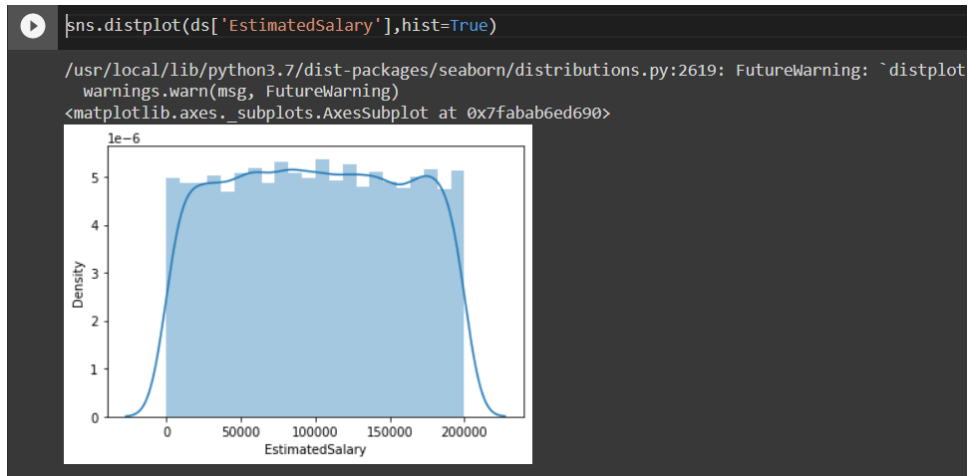 sns.distplot(ds['EstimatedSalary'],hist=True)
/usr/local/lib/python3.7/dist-packages/seaborn/distributions.py:2619: FutureWarning: `distplot
warnings.warn(msg, FutureWarning)
<matplotlib.axes._subplots.AxesSubplot at 0x7fabab6ed690>
1e−6
5
4
3
2
1
0
Density
0 50000 100000 150000 200000
EstimatedSalary